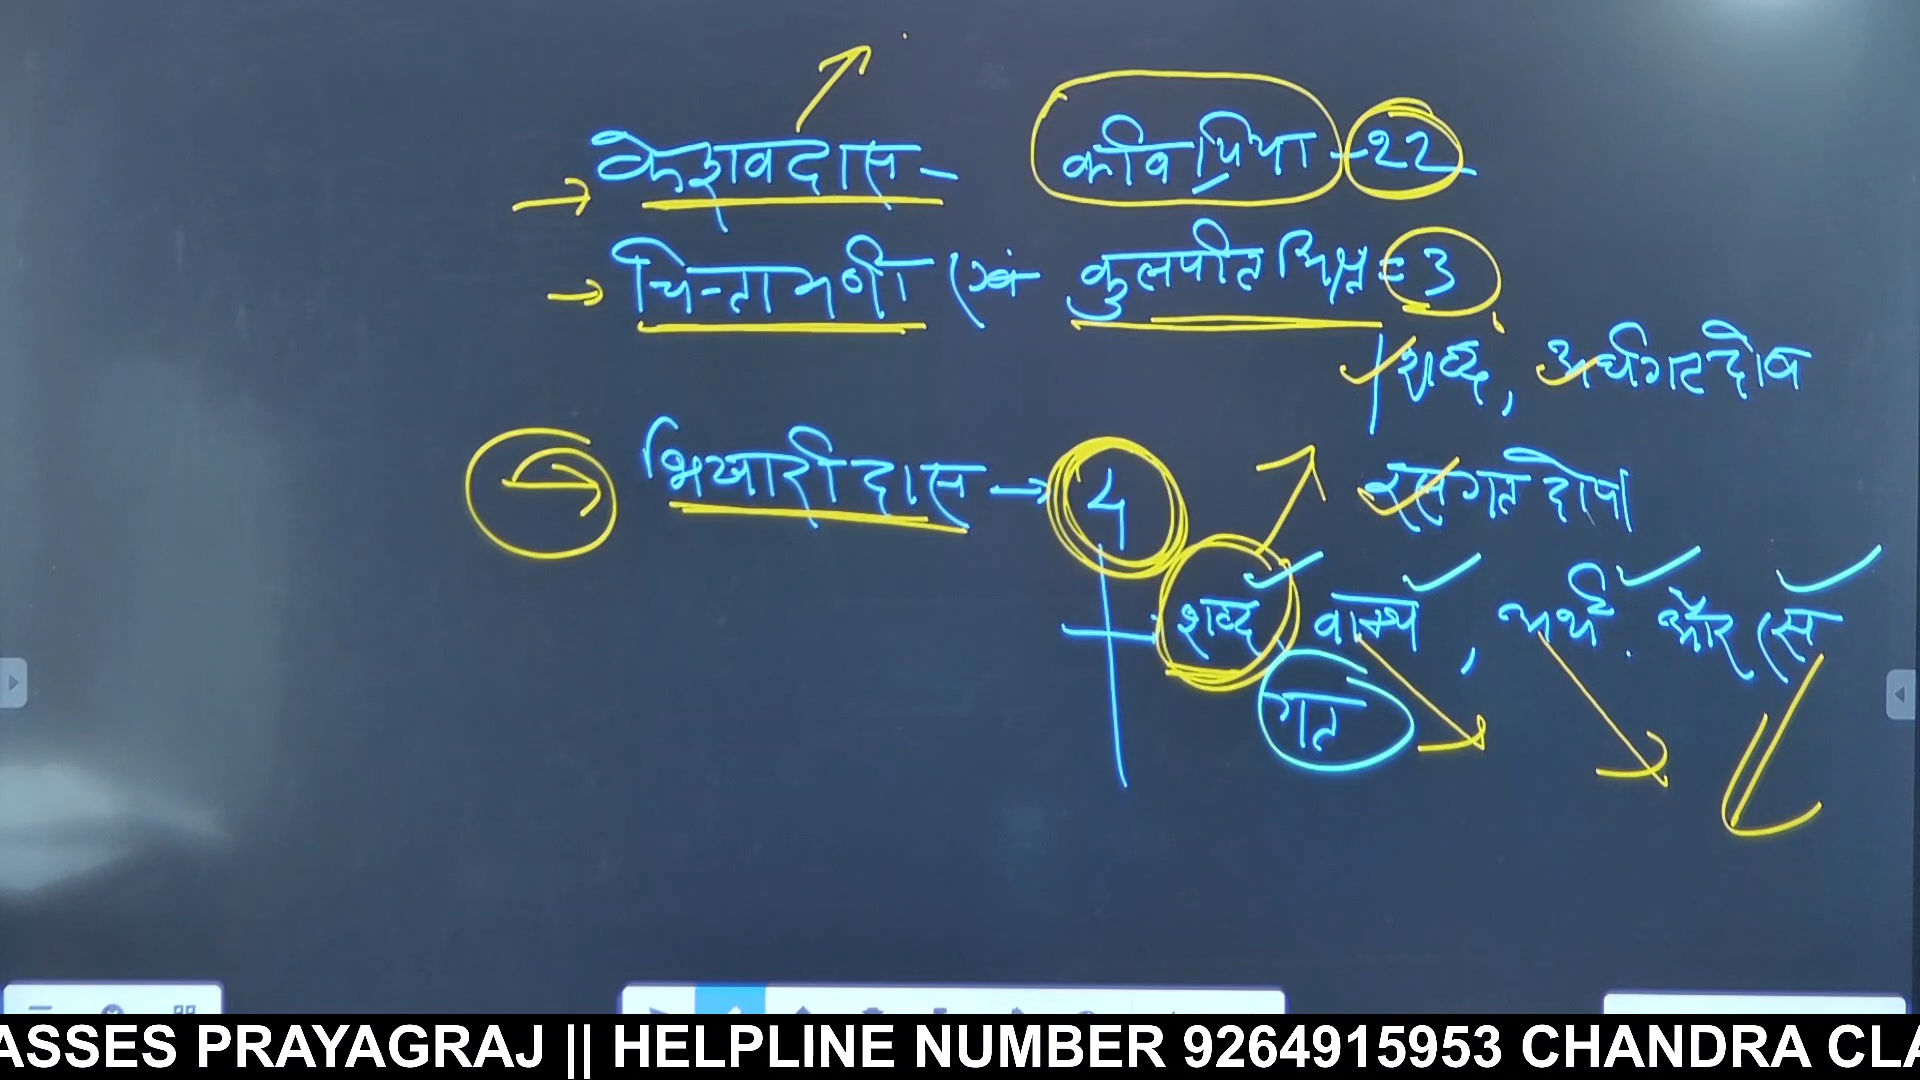 केशवदास - कविप्रिया - 22
चिन्तामणी एवं कुलपति मिश्र = 3
शब्द, अर्थगत दोष
भिखारीदास → 4 रसगत दोष
शब्द, वाक्य, अर्थ और रस
गत
ASSES PRAYAGRAJ || HELPLINE NUMBER 9264915953 CHANDRA CLA